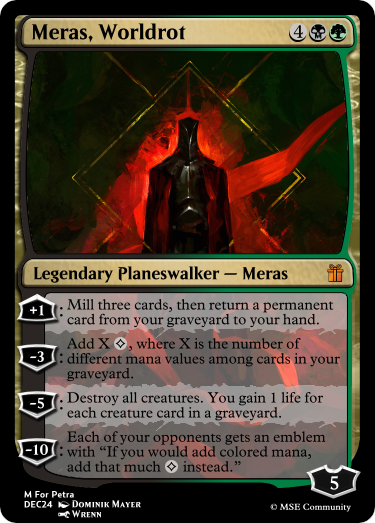 Meras, Worldrot 4
Legendary Planeswalker — Meras
+1: Mill three cards, then return a permanent
card from your graveyard to your hand.
-3: Add X , where X is the number of
different mana values among cards in your
graveyard.
-5: Destroy all creatures. You gain 1 life for
each creature card in a graveyard.
-10: Each of your opponents gets an emblem
with “If you would add colored mana,
add that much instead.”
5
M For Petra
DEC24 Dominik Mayer
Wrenn
© MSE Community